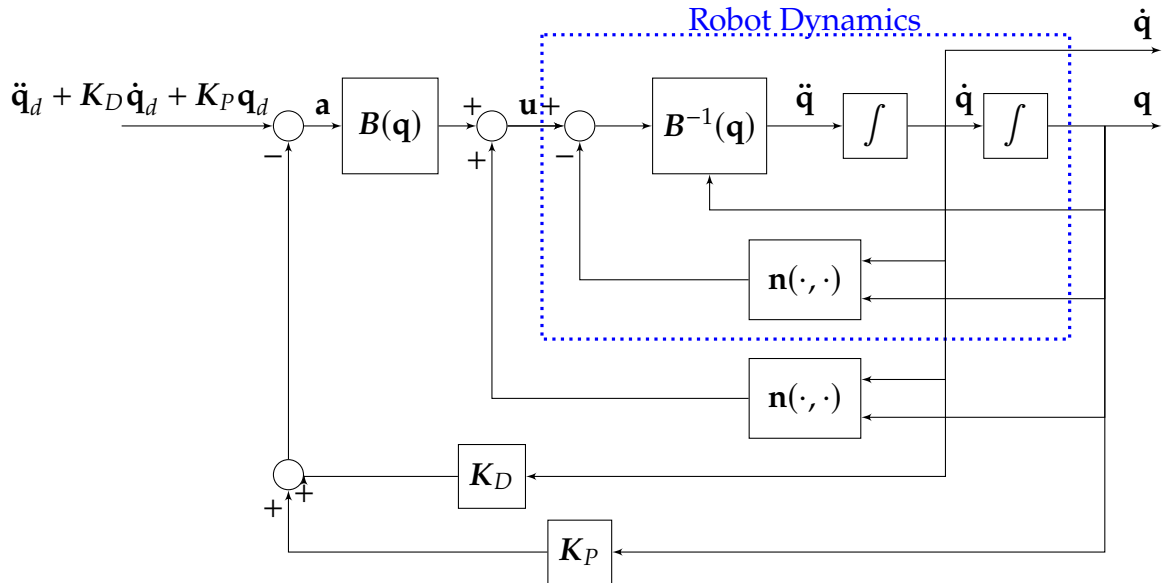 Robot Dynamics
q̇
q̈_d + K_D q̇_d + K_P q_d
a
B(q)
+
+
u
+
−
−
B⁻¹(q)
q̈
∫
q̇
∫
q
n(·, ·)
n(·, ·)
K_D
+
+
K_P